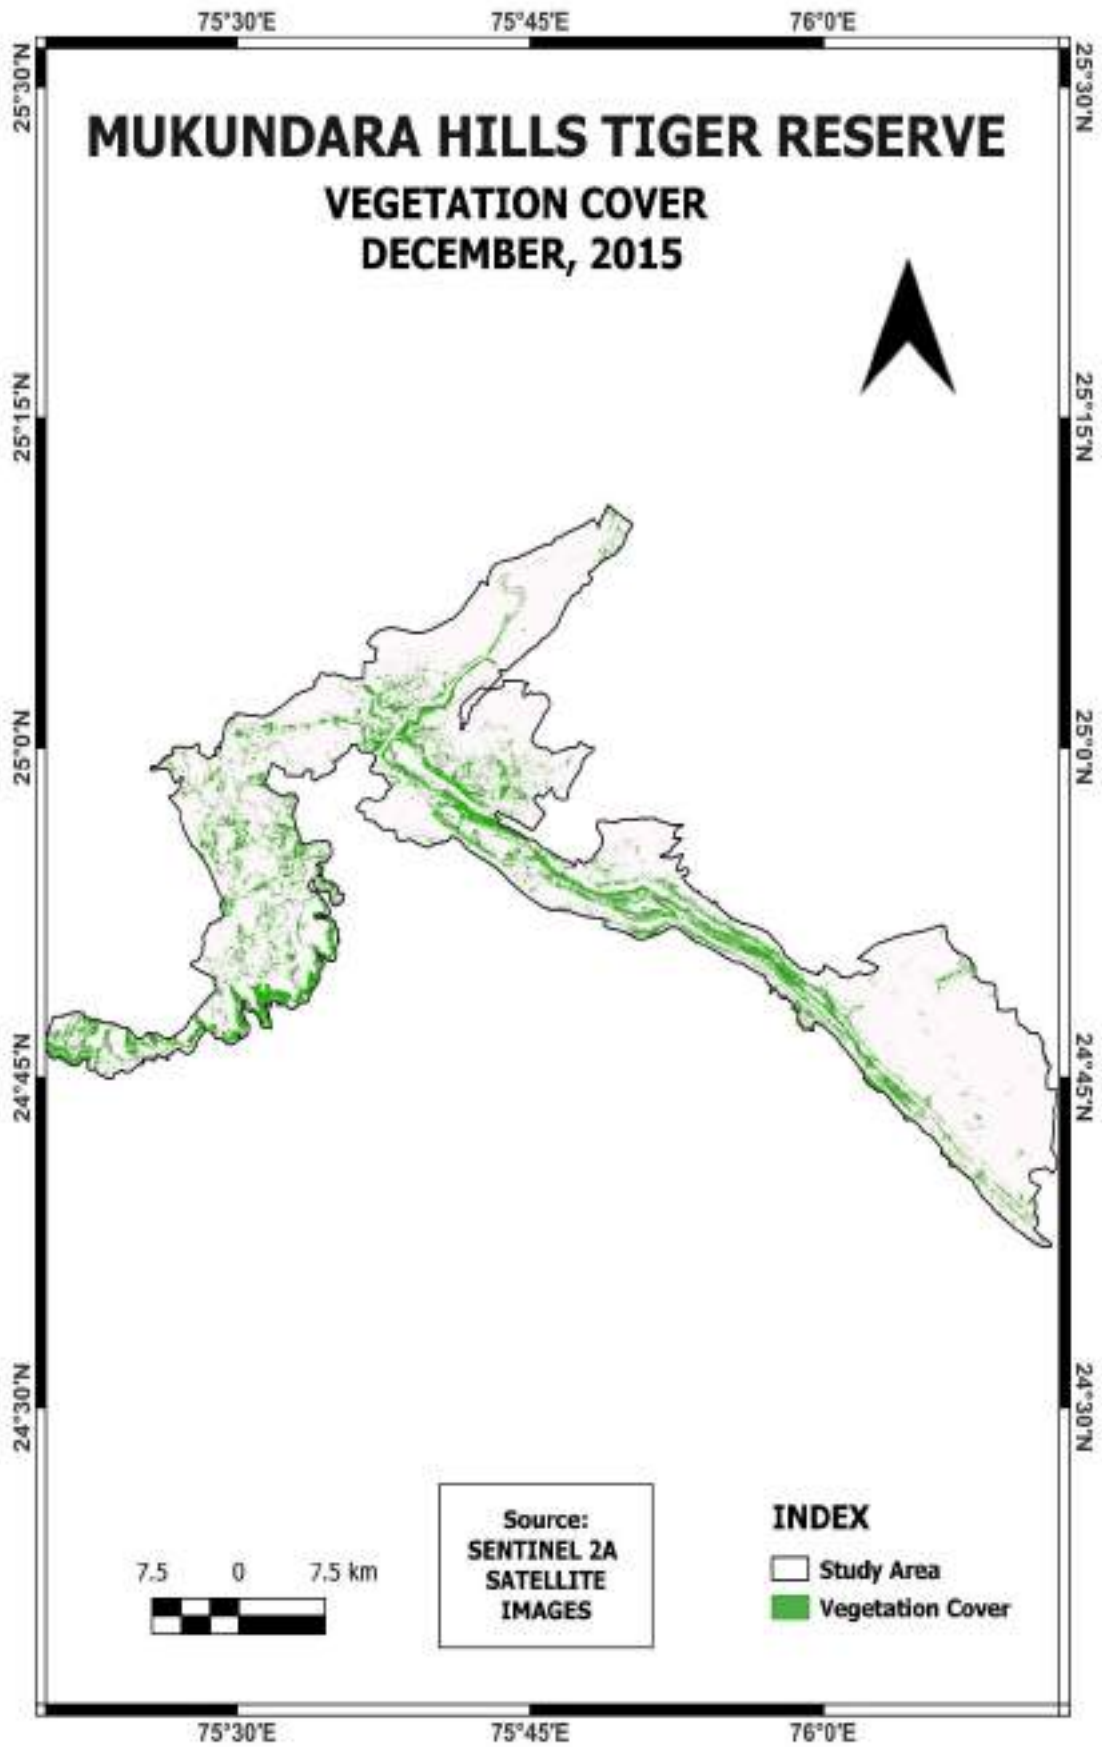 75°30'E 75°45'E 76°0'E
25°30'N 25°30'N
MUKUNDARA HILLS TIGER RESERVE
VEGETATION COVER
DECEMBER, 2015
25°15'N 25°15'N
25°0'N 25°0'N
24°45'N 24°45'N
24°30'N 24°30'N
7.5 0 7.5 km
Source:
SENTINEL 2A
SATELLITE
IMAGES
INDEX
Study Area
Vegetation Cover
75°30'E 75°45'E 76°0'E